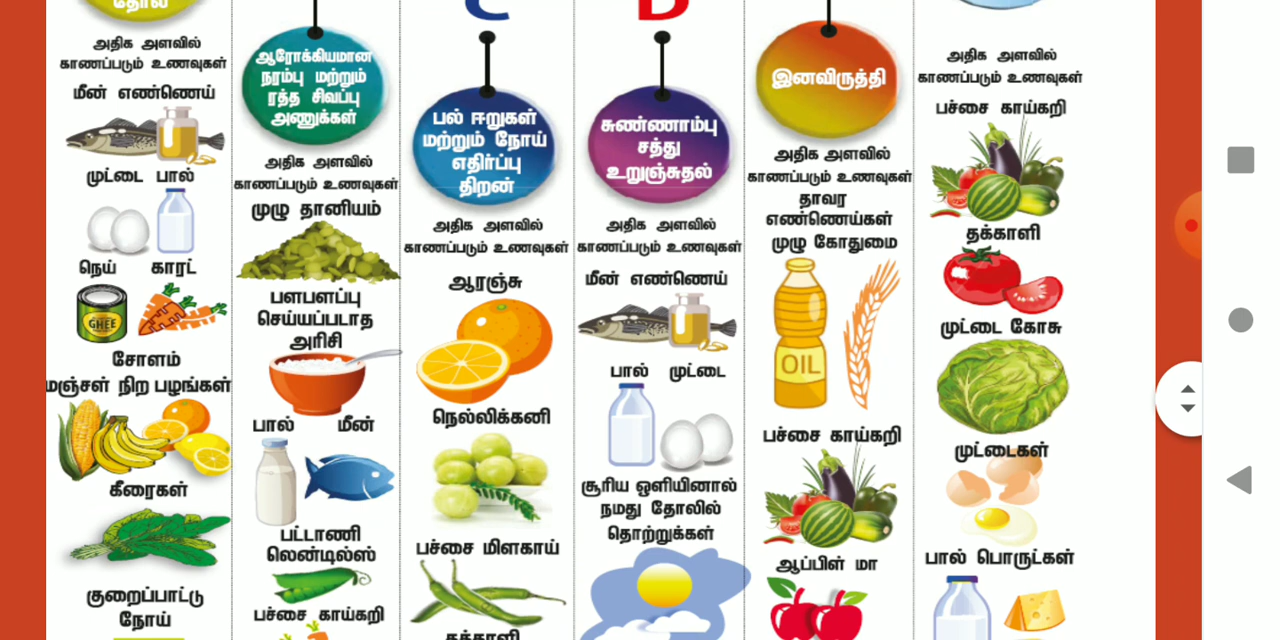 தோல்
அதிக அளவில்
காணப்படும் உணவுகள்
மீன் எண்ணெய்
முட்டை பால்
நெய் காரட்
GHEE
சோளம்
மஞ்சள் நிற பழங்கள்
கீரைகள்
குறைப்பாட்டு
நோய்
ஆரோக்கியமான
நரம்பு மற்றும்
ரத்த சிவப்பு
அணுக்கள்
அதிக அளவில்
காணப்படும் உணவுகள்
முழு தானியம்
பளபளப்பு
செய்யப்படாத
அரிசி
பால் மீன்
பட்டாணி
லென்டில்ஸ்
பச்சை காய்கறி
C
பல் ஈறுகள்
மற்றும் நோய்
எதிர்ப்பு
திறன்
அதிக அளவில்
காணப்படும் உணவுகள்
ஆரஞ்சு
நெல்லிக்கனி
பச்சை மிளகாய்
தக்காளி
D
சுண்ணாம்பு
சத்து
உறுஞ்சுதல்
அதிக அளவில்
காணப்படும் உணவுகள்
மீன் எண்ணெய்
பால் முட்டை
சூரிய ஒளியினால்
நமது தோலில்
தொற்றுக்கள்
இனவிருத்தி
அதிக அளவில்
காணப்படும் உணவுகள்
தாவர
எண்ணெய்கள்
முழு கோதுமை
OIL
பச்சை காய்கறி
ஆப்பிள் மா
அதிக அளவில்
காணப்படும் உணவுகள்
பச்சை காய்கறி
தக்காளி
முட்டை கோசு
முட்டைகள்
பால் பொருட்கள்